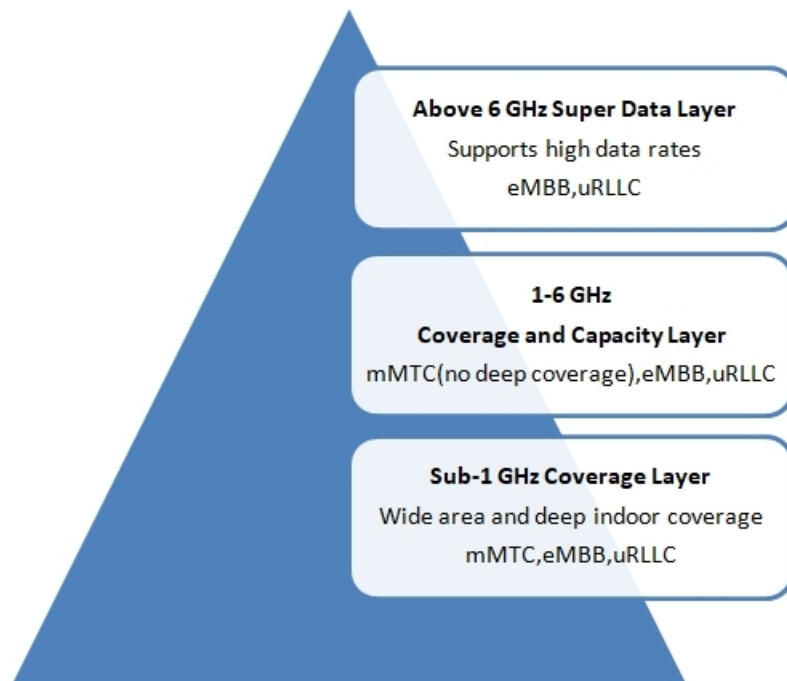 Above 6 GHz Super Data Layer
Supports high data rates
eMBB,uRLLC
1-6 GHz
Coverage and Capacity Layer
mMTC(no deep coverage),eMBB,uRLLC
Sub-1 GHz Coverage Layer
Wide area and deep indoor coverage
mMTC,eMBB,uRLLC